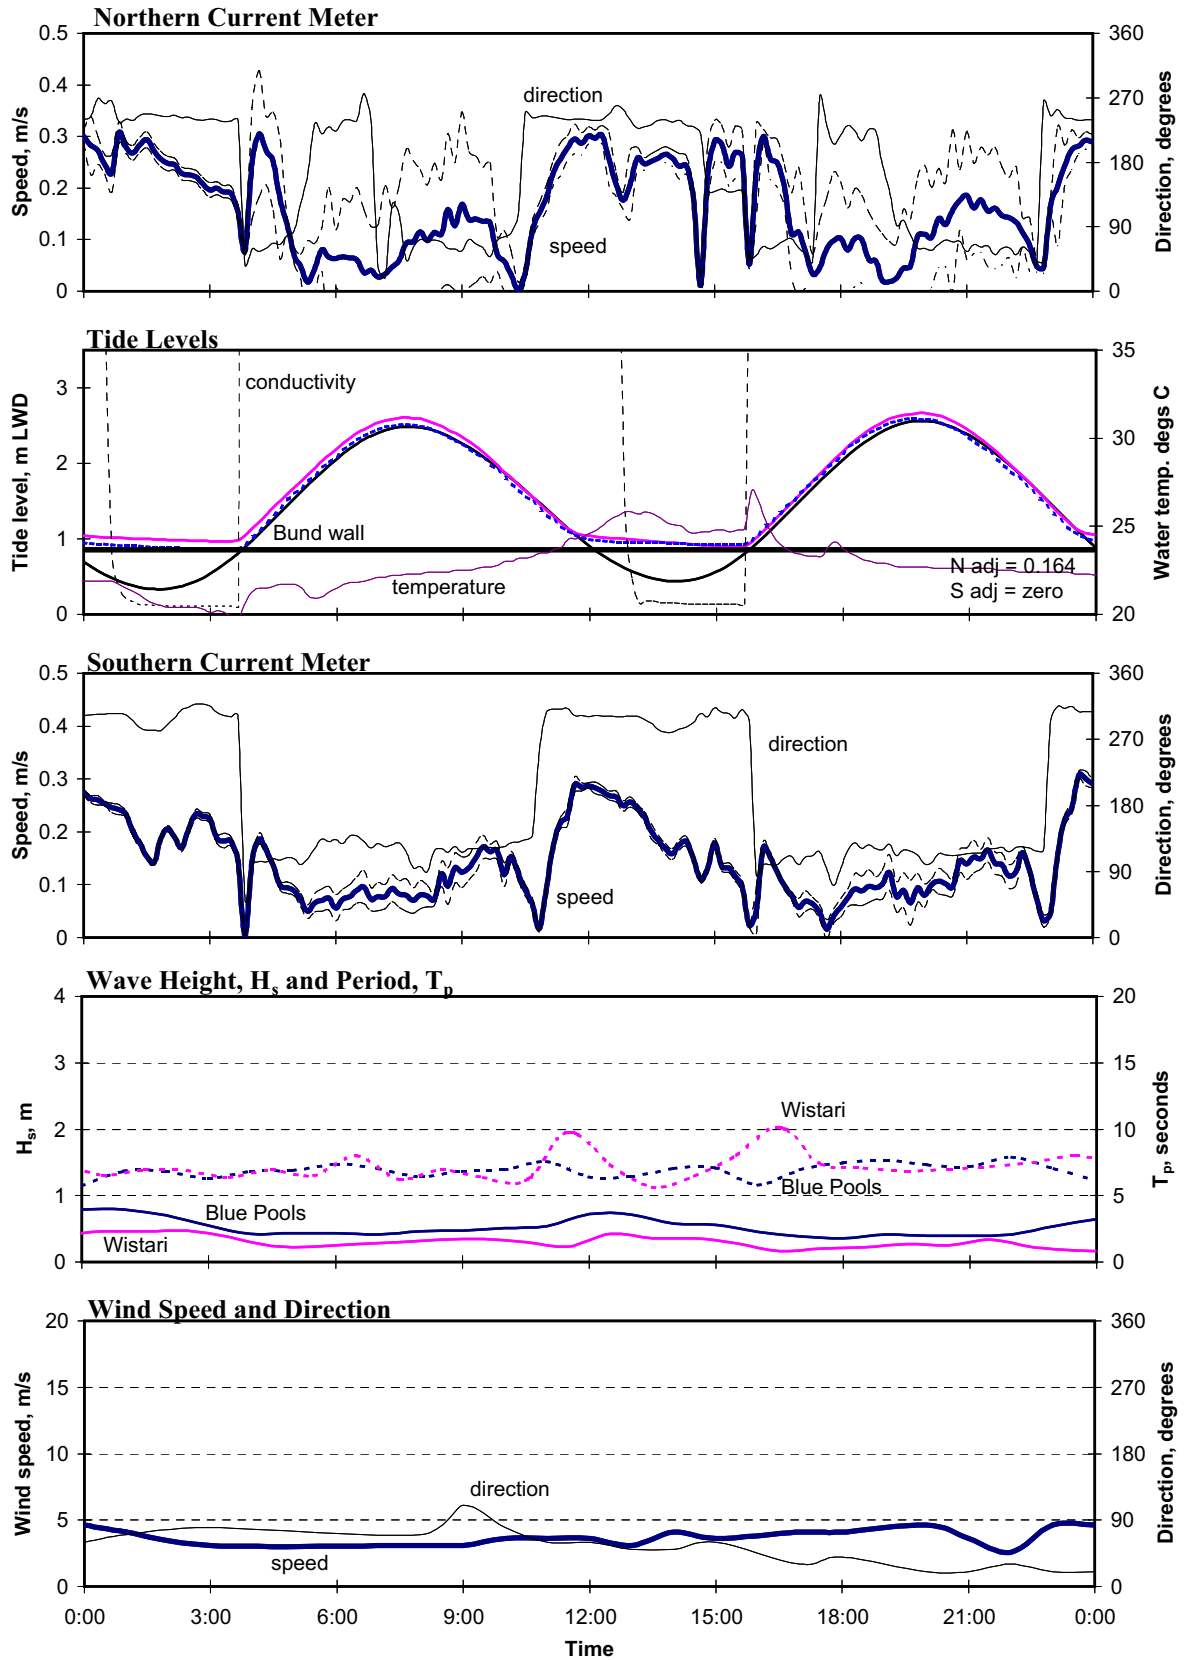 Northern Current Meter
0.5
0.4
0.3
0.2
0.1
0
Speed, m/s
360
270
180
90
0
Direction, degrees
direction
speed
Tide Levels
3
2
1
0
Tide level, m LWD
35
30
25
20
Water temp. degs C
conductivity
Bund wall
temperature
N adj = 0.164
S adj = zero
Southern Current Meter
0.5
0.4
0.3
0.2
0.1
0
Speed, m/s
360
270
180
90
0
Direction, degrees
direction
speed
Wave Height, Hs and Period, Tp
4
3
2
1
0
Hs, m
20
15
10
5
0
Tp, seconds
Wistari
Blue Pools
Blue Pools
Wistari
Wind Speed and Direction
20
15
10
5
0
Wind speed, m/s
360
270
180
90
0
Direction, degrees
direction
speed
0:00 3:00 6:00 9:00 12:00 15:00 18:00 21:00 0:00
Time